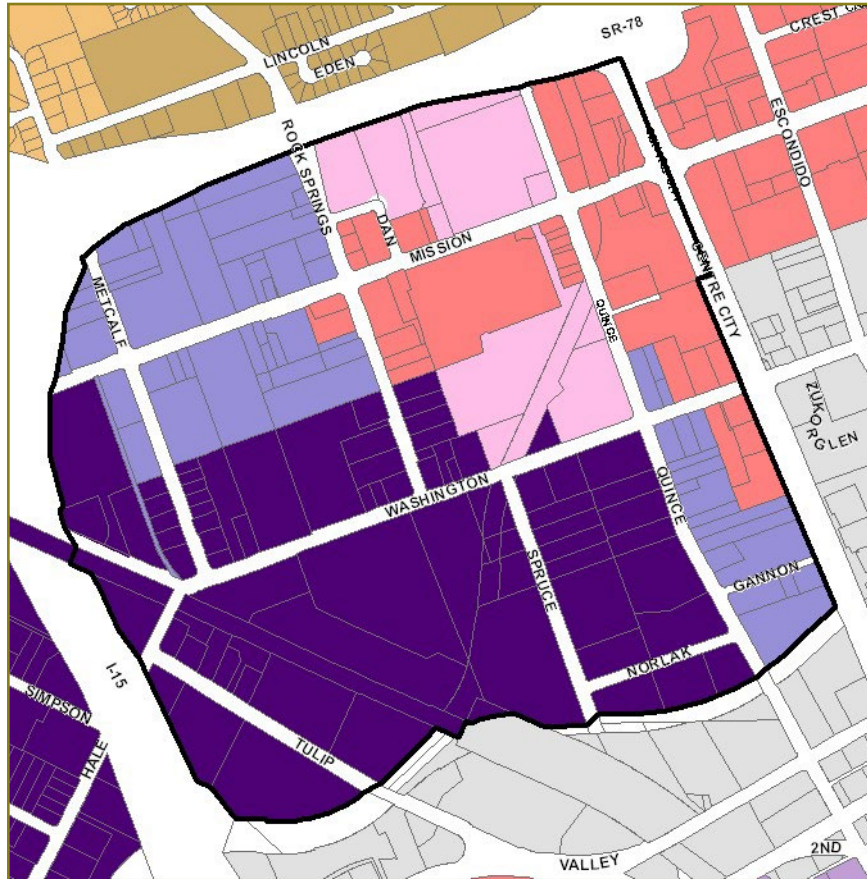 SR-78
CREST
LINCOLN
EDEN
ESCONDIDO
ROCK SPRINGS
DAN
MISSION
CENTRE CITY
METCALF
QUINCE
ZUKOR
GLEN
WASHINGTON
QUINCE
SPRUCE
GANNON
NORLAK
I-15
SIMPSON
HALE
TULIP
VALLEY
2ND